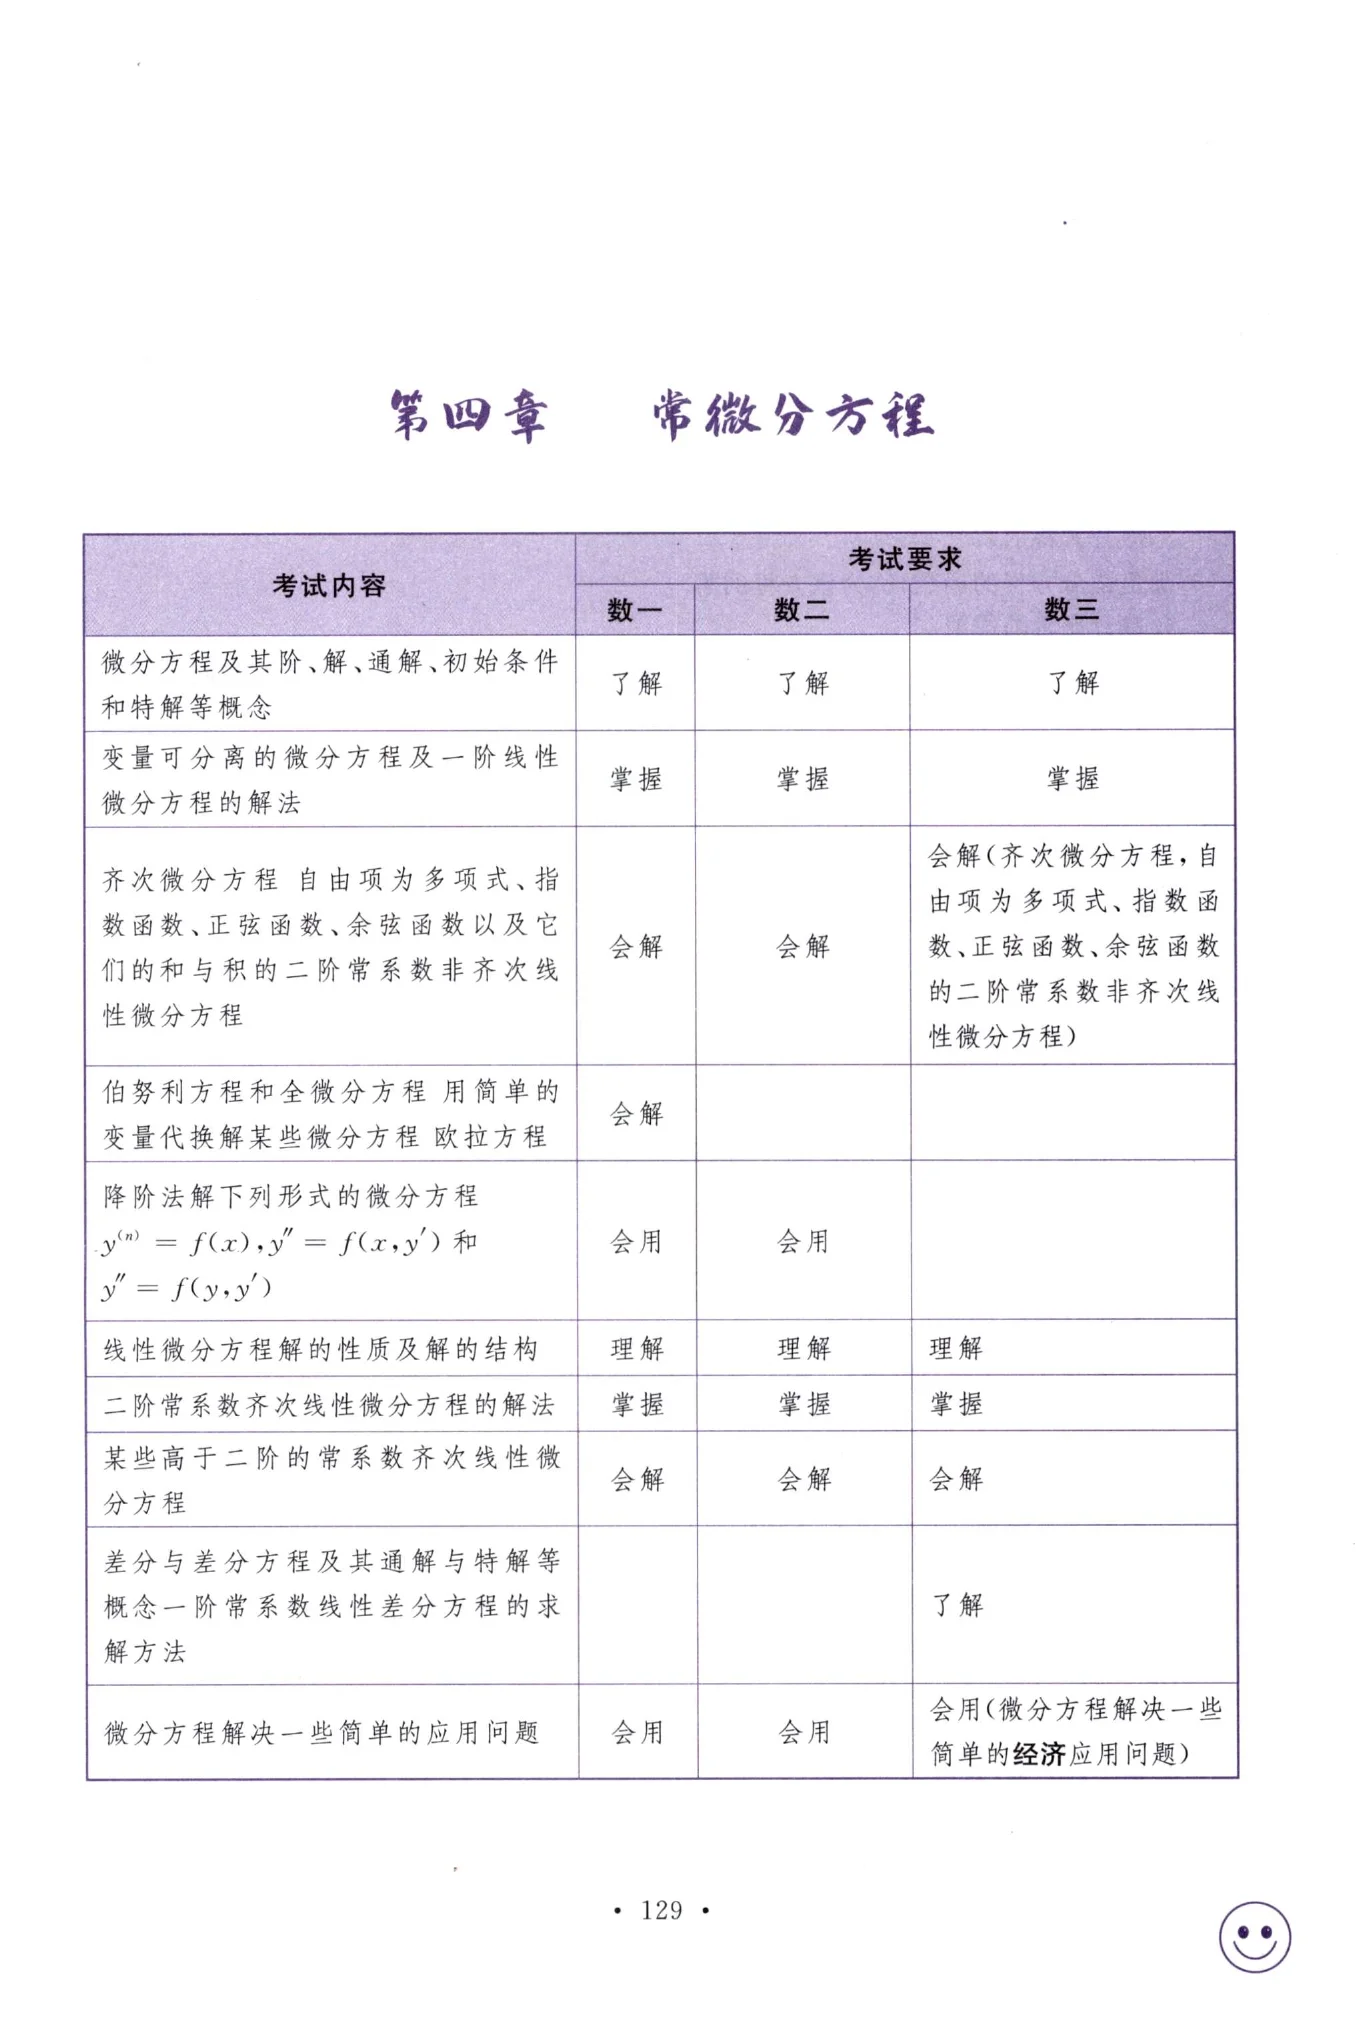 第四章 常微分方程
考试内容
考试要求
数一 数二 数三
微分方程及其阶、解、通解、初始条件
和特解等概念
了解 了解 了解
变量可分离的微分方程及一阶线性
微分方程的解法
掌握 掌握 掌握
齐次微分方程 自由项为多项式、指
数函数、正弦函数、余弦函数以及它
们的和与积的二阶常系数非齐次线
性微分方程
会解 会解
会解(齐次微分方程,自
由项为多项式、指数函
数、正弦函数、余弦函数
的二阶常系数非齐次线
性微分方程)
伯努利方程和全微分方程 用简单的
变量代换解某些微分方程 欧拉方程
会解
降阶法解下列形式的微分方程
y⁽ⁿ⁾ = f(x),y″ = f(x,y′)和
y″ = f(y,y′)
会用 会用
线性微分方程解的性质及解的结构 理解 理解 理解
二阶常系数齐次线性微分方程的解法 掌握 掌握 掌握
某些高于二阶的常系数齐次线性微
分方程
会解 会解 会解
差分与差分方程及其通解与特解等
概念一阶常系数线性差分方程的求
解方法
了解
微分方程解决一些简单的应用问题 会用 会用
会用(微分方程解决一些
简单的经济应用问题)
• 129 •